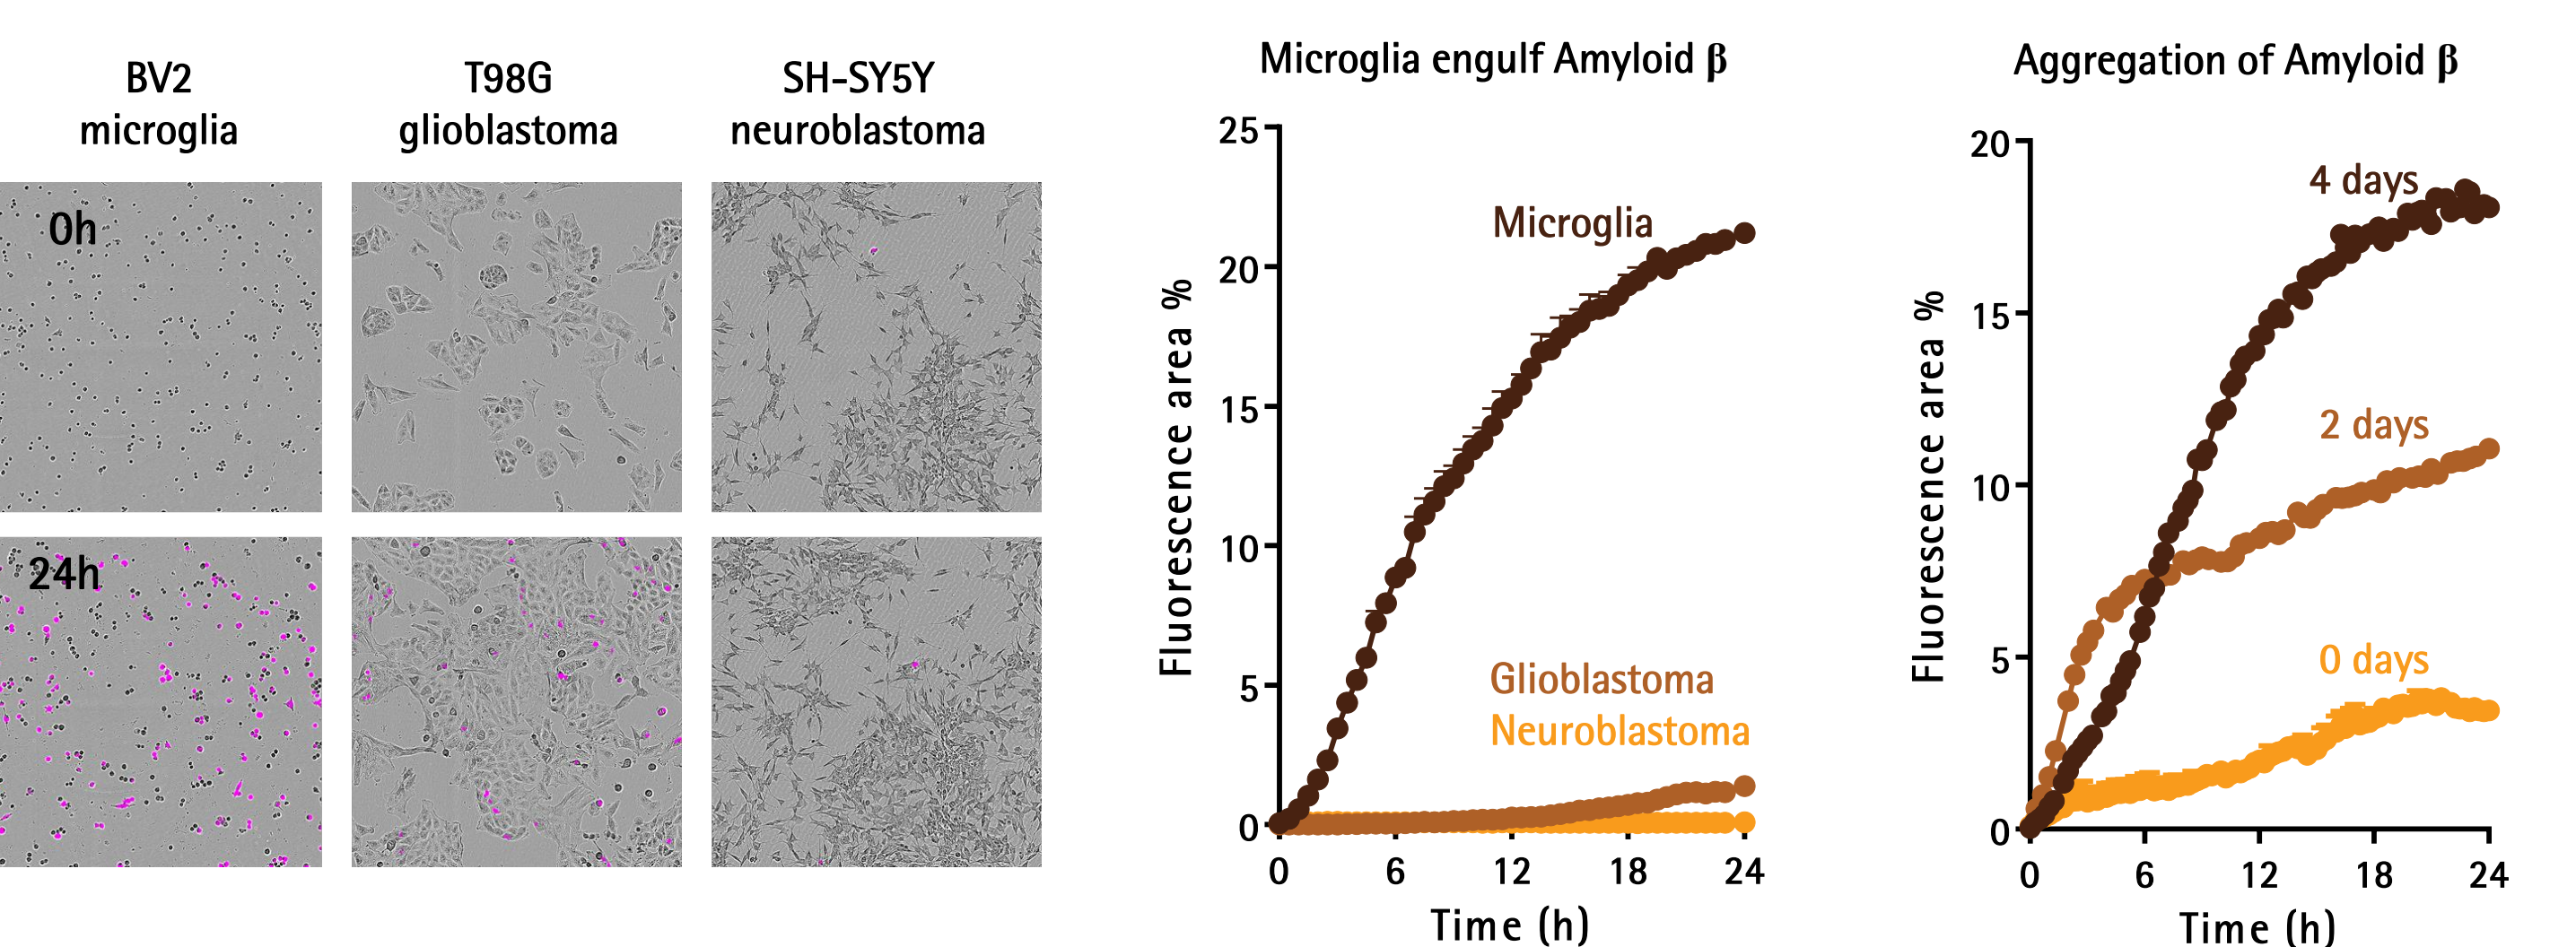 BV2
microglia
T98G
glioblastoma
SH-SY5Y
neuroblastoma
0h
24h
Microglia engulf Amyloid β
Fluorescence area %
25
20
15
10
5
0
Microglia
Glioblastoma
Neuroblastoma
0 6 12 18 24
Time (h)
Aggregation of Amyloid β
Fluorescence area %
20
15
10
5
0
4 days
2 days
0 days
0 6 12 18 24
Time (h)